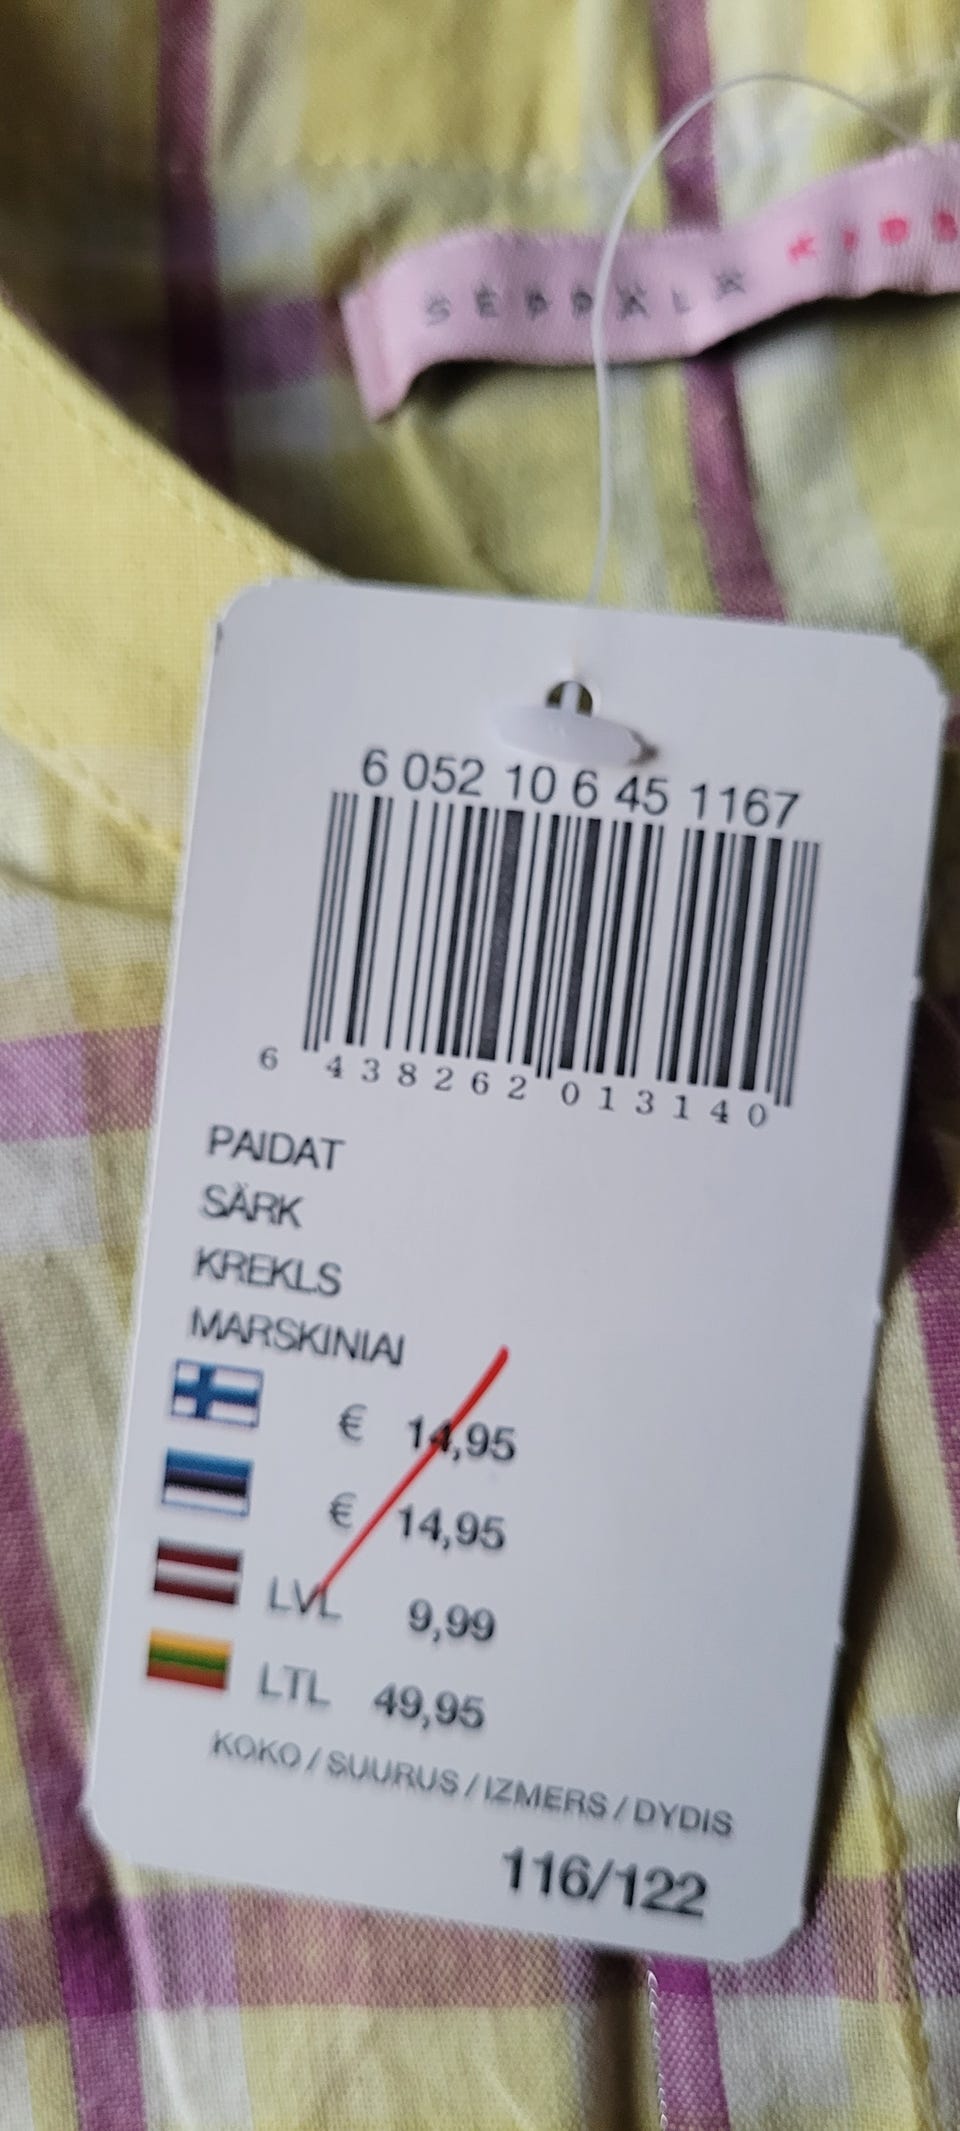 SEPPÄLÄ KIDS
6 052 10 6 45 1167
6 438262 013140
PAIDAT
SÄRK
KREKLS
MARSKINIAI
€ 14,95
€ 14,95
LVL 9,99
LTL 49,95
KOKO / SUURUS / IZMERS / DYDIS
116/122